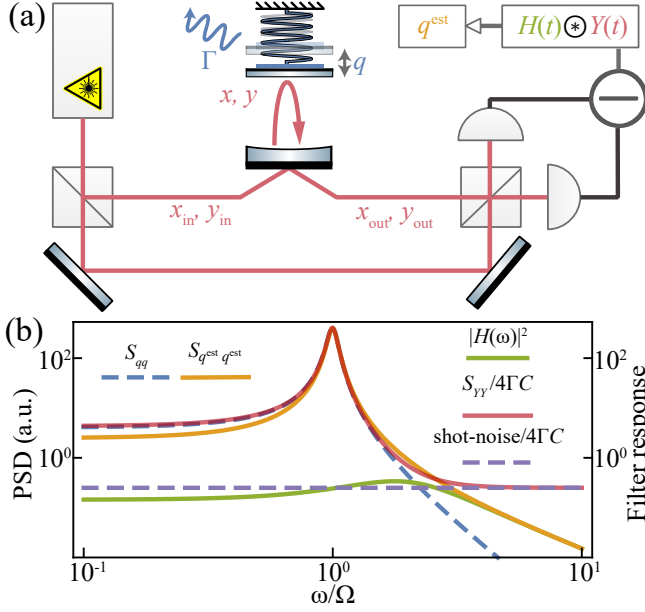 (a)
q^est
H(t) ⊛ Y(t)
Γ
q
x, y
x_in, y_in
x_out, y_out
(b)
S_qq
S_q^est q^est
|H(ω)|²
S_YY/4ΓC
shot-noise/4ΓC
PSD (a.u.)
10²
10⁰
10²
10⁰
Filter response
10⁻¹
10⁰
10¹
ω/Ω